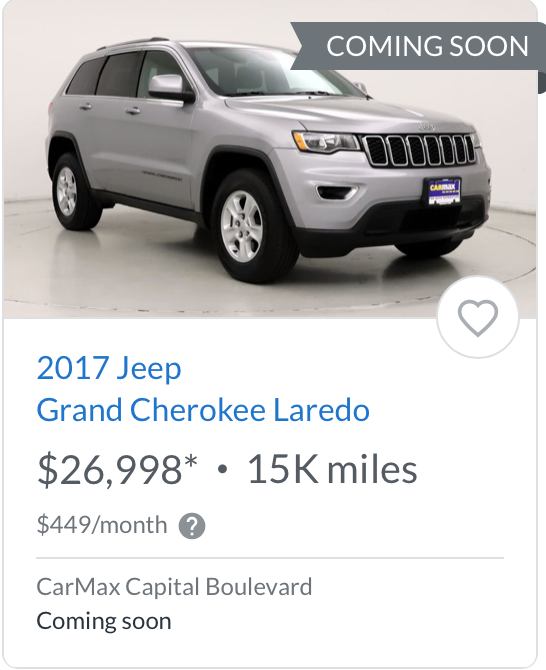 COMING SOON
CARMAX
2017 Jeep
Grand Cherokee Laredo
$26,998* • 15K miles
$449/month ?
CarMax Capital Boulevard
Coming soon